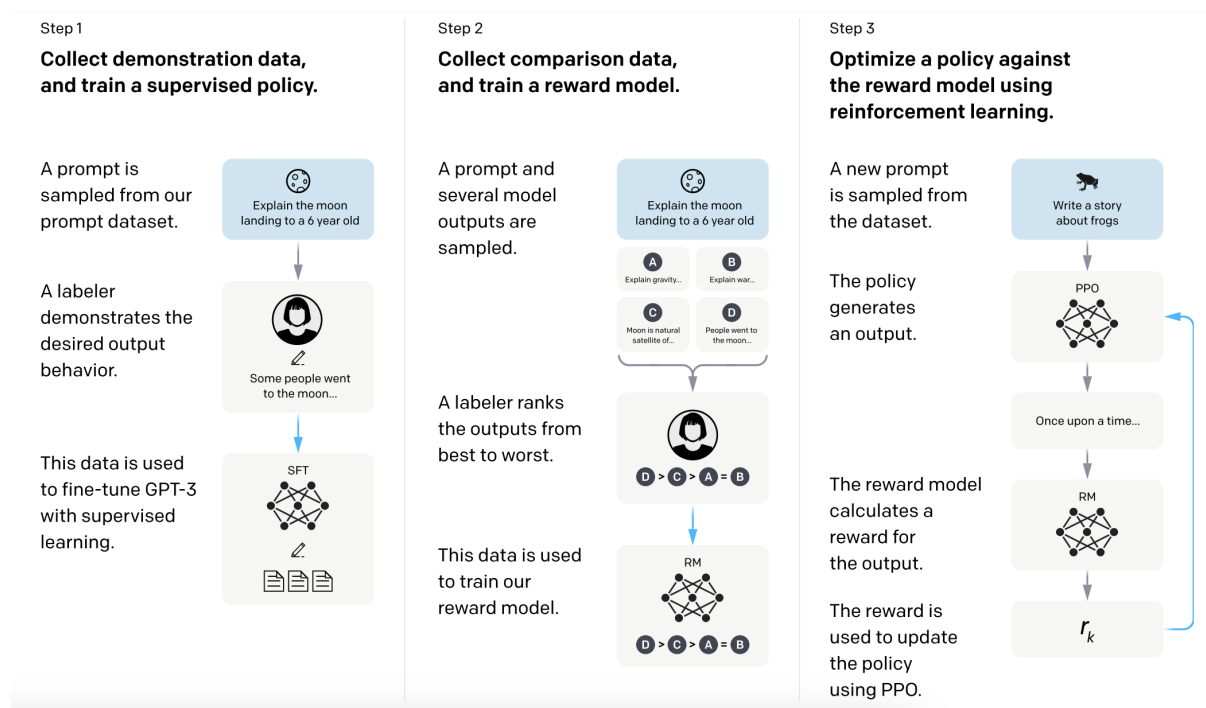 Step 1
Collect demonstration data,
and train a supervised policy.
A prompt is
sampled from our
prompt dataset.
Explain the moon
landing to a 6 year old
A labeler
demonstrates the
desired output
behavior.
Some people went
to the moon...
This data is used
to fine-tune GPT-3
with supervised
learning.
SFT
Step 2
Collect comparison data,
and train a reward model.
A prompt and
several model
outputs are
sampled.
Explain the moon
landing to a 6 year old
A
Explain gravity...
B
Explain war...
C
Moon is natural
satellite of...
D
People went to
the moon...
A labeler ranks
the outputs from
best to worst.
D > C > A = B
This data is used
to train our
reward model.
RM
D > C > A = B
Step 3
Optimize a policy against
the reward model using
reinforcement learning.
A new prompt
is sampled from
the dataset.
Write a story
about frogs
The policy
generates
an output.
PPO
Once upon a time...
The reward model
calculates a
reward for
the output.
RM
The reward is
used to update
the policy
using PPO.
r_k